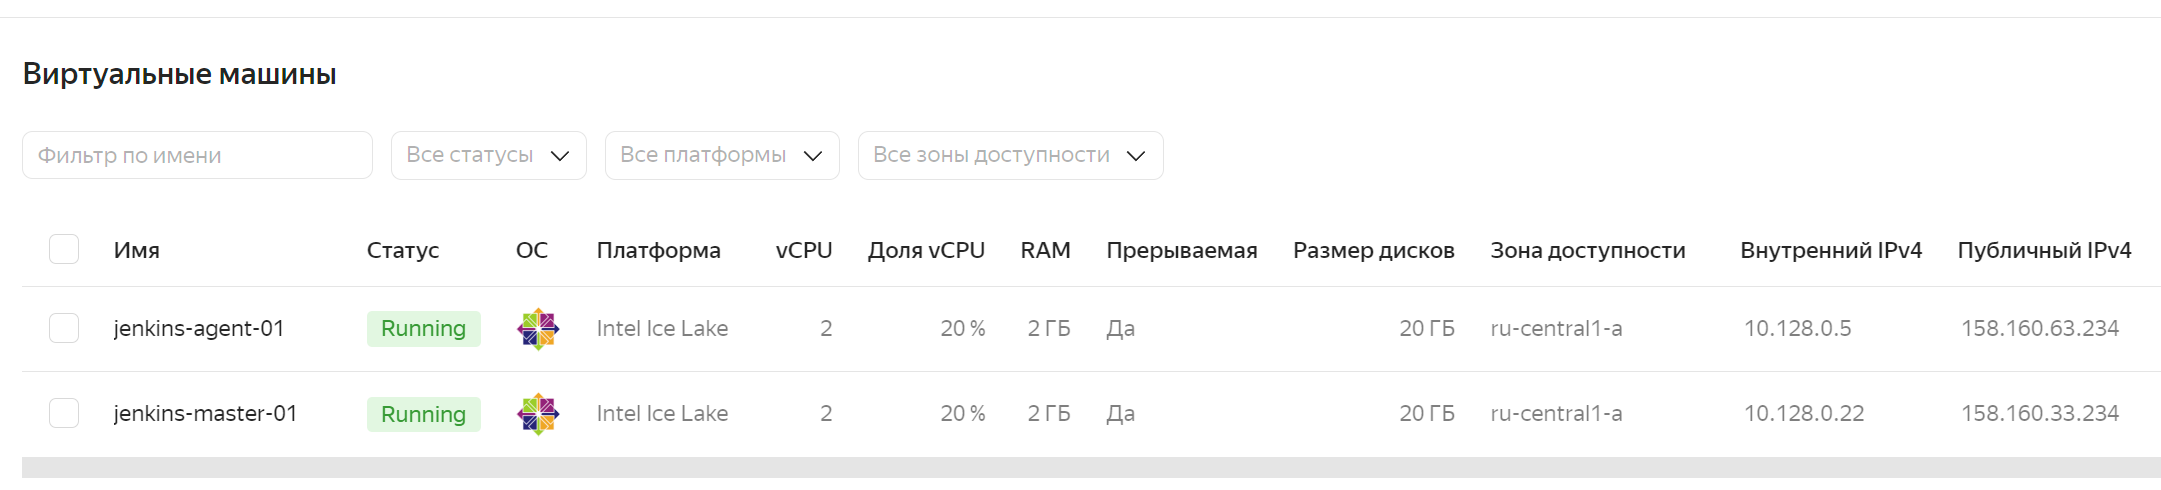 Виртуальные машины
Фильтр по имени Все статусы Все платформы Все зоны доступности
Имя Статус ОС Платформа vCPU Доля vCPU RAM Прерываемая Размер дисков Зона доступности Внутренний IPv4 Публичный IPv4
jenkins-agent-01 Running Intel Ice Lake 2 20 % 2 ГБ Да 20 ГБ ru-central1-a 10.128.0.5 158.160.63.234
jenkins-master-01 Running Intel Ice Lake 2 20 % 2 ГБ Да 20 ГБ ru-central1-a 10.128.0.22 158.160.33.234